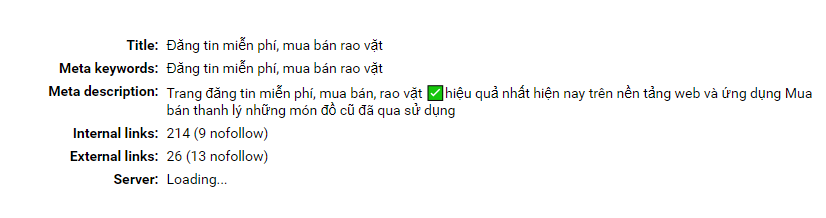 Title: Đăng tin miễn phí, mua bán rao vặt
Meta keywords: Đăng tin miễn phí, mua bán rao vặt
Meta description: Trang đăng tin miễn phí, mua bán, rao vặt ✅hiệu quả nhất hiện nay trên nền tảng web và ứng dụng Mua
bán thanh lý những món đồ cũ đã qua sử dụng
Internal links: 214 (9 nofollow)
External links: 26 (13 nofollow)
Server: Loading...